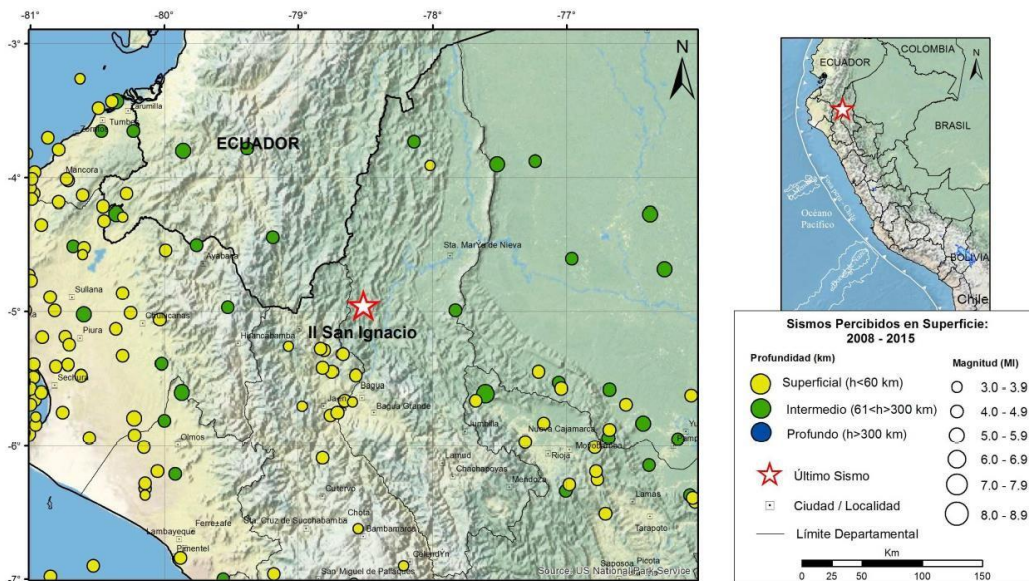 -81 -80 -79 -78 -77
-3°
-4°
-5°
-6°
-7°
N
ECUADOR
Zarumilla
Tumbe
Zorritos
Máncora
Ayabaca
Sta. María de Nieva
Sullana
Chulucanas
Piura
Huancabamba
II San Ignacio
Sechura
Bagua
Jaén
Bagua Grande
Olmos
Jumbilla
Nueva Cajamarca
Rioja
Moyobamba
Lamud
Chachapoyas
Mendoza
Cutervo
Lamas
Chota
Tarapoto
Ferreñafe
Sta. Cruz de Succhabamba
Bambamarca
Lambayeque
Pimentel
San Miguel de Pallaques
Saposoa
Picota
Source: US National Park Service
COLOMBIA
ECUADOR
N
BRASIL
Océano
Pacífico
BOLIVIA
Chile
Sismos Percibidos en Superficie:
2008 - 2015
Profundidad (km)
Superficial (h<60 km)
Intermedio (61<h>300 km)
Profundo (h>300 km)
Último Sismo
Ciudad / Localidad
Límite Departamental
Magnitud (Ml)
3.0 - 3.9
4.0 - 4.9
5.0 - 5.9
6.0 - 6.9
7.0 - 7.9
8.0 - 8.9
Km
0 25 50 100 150